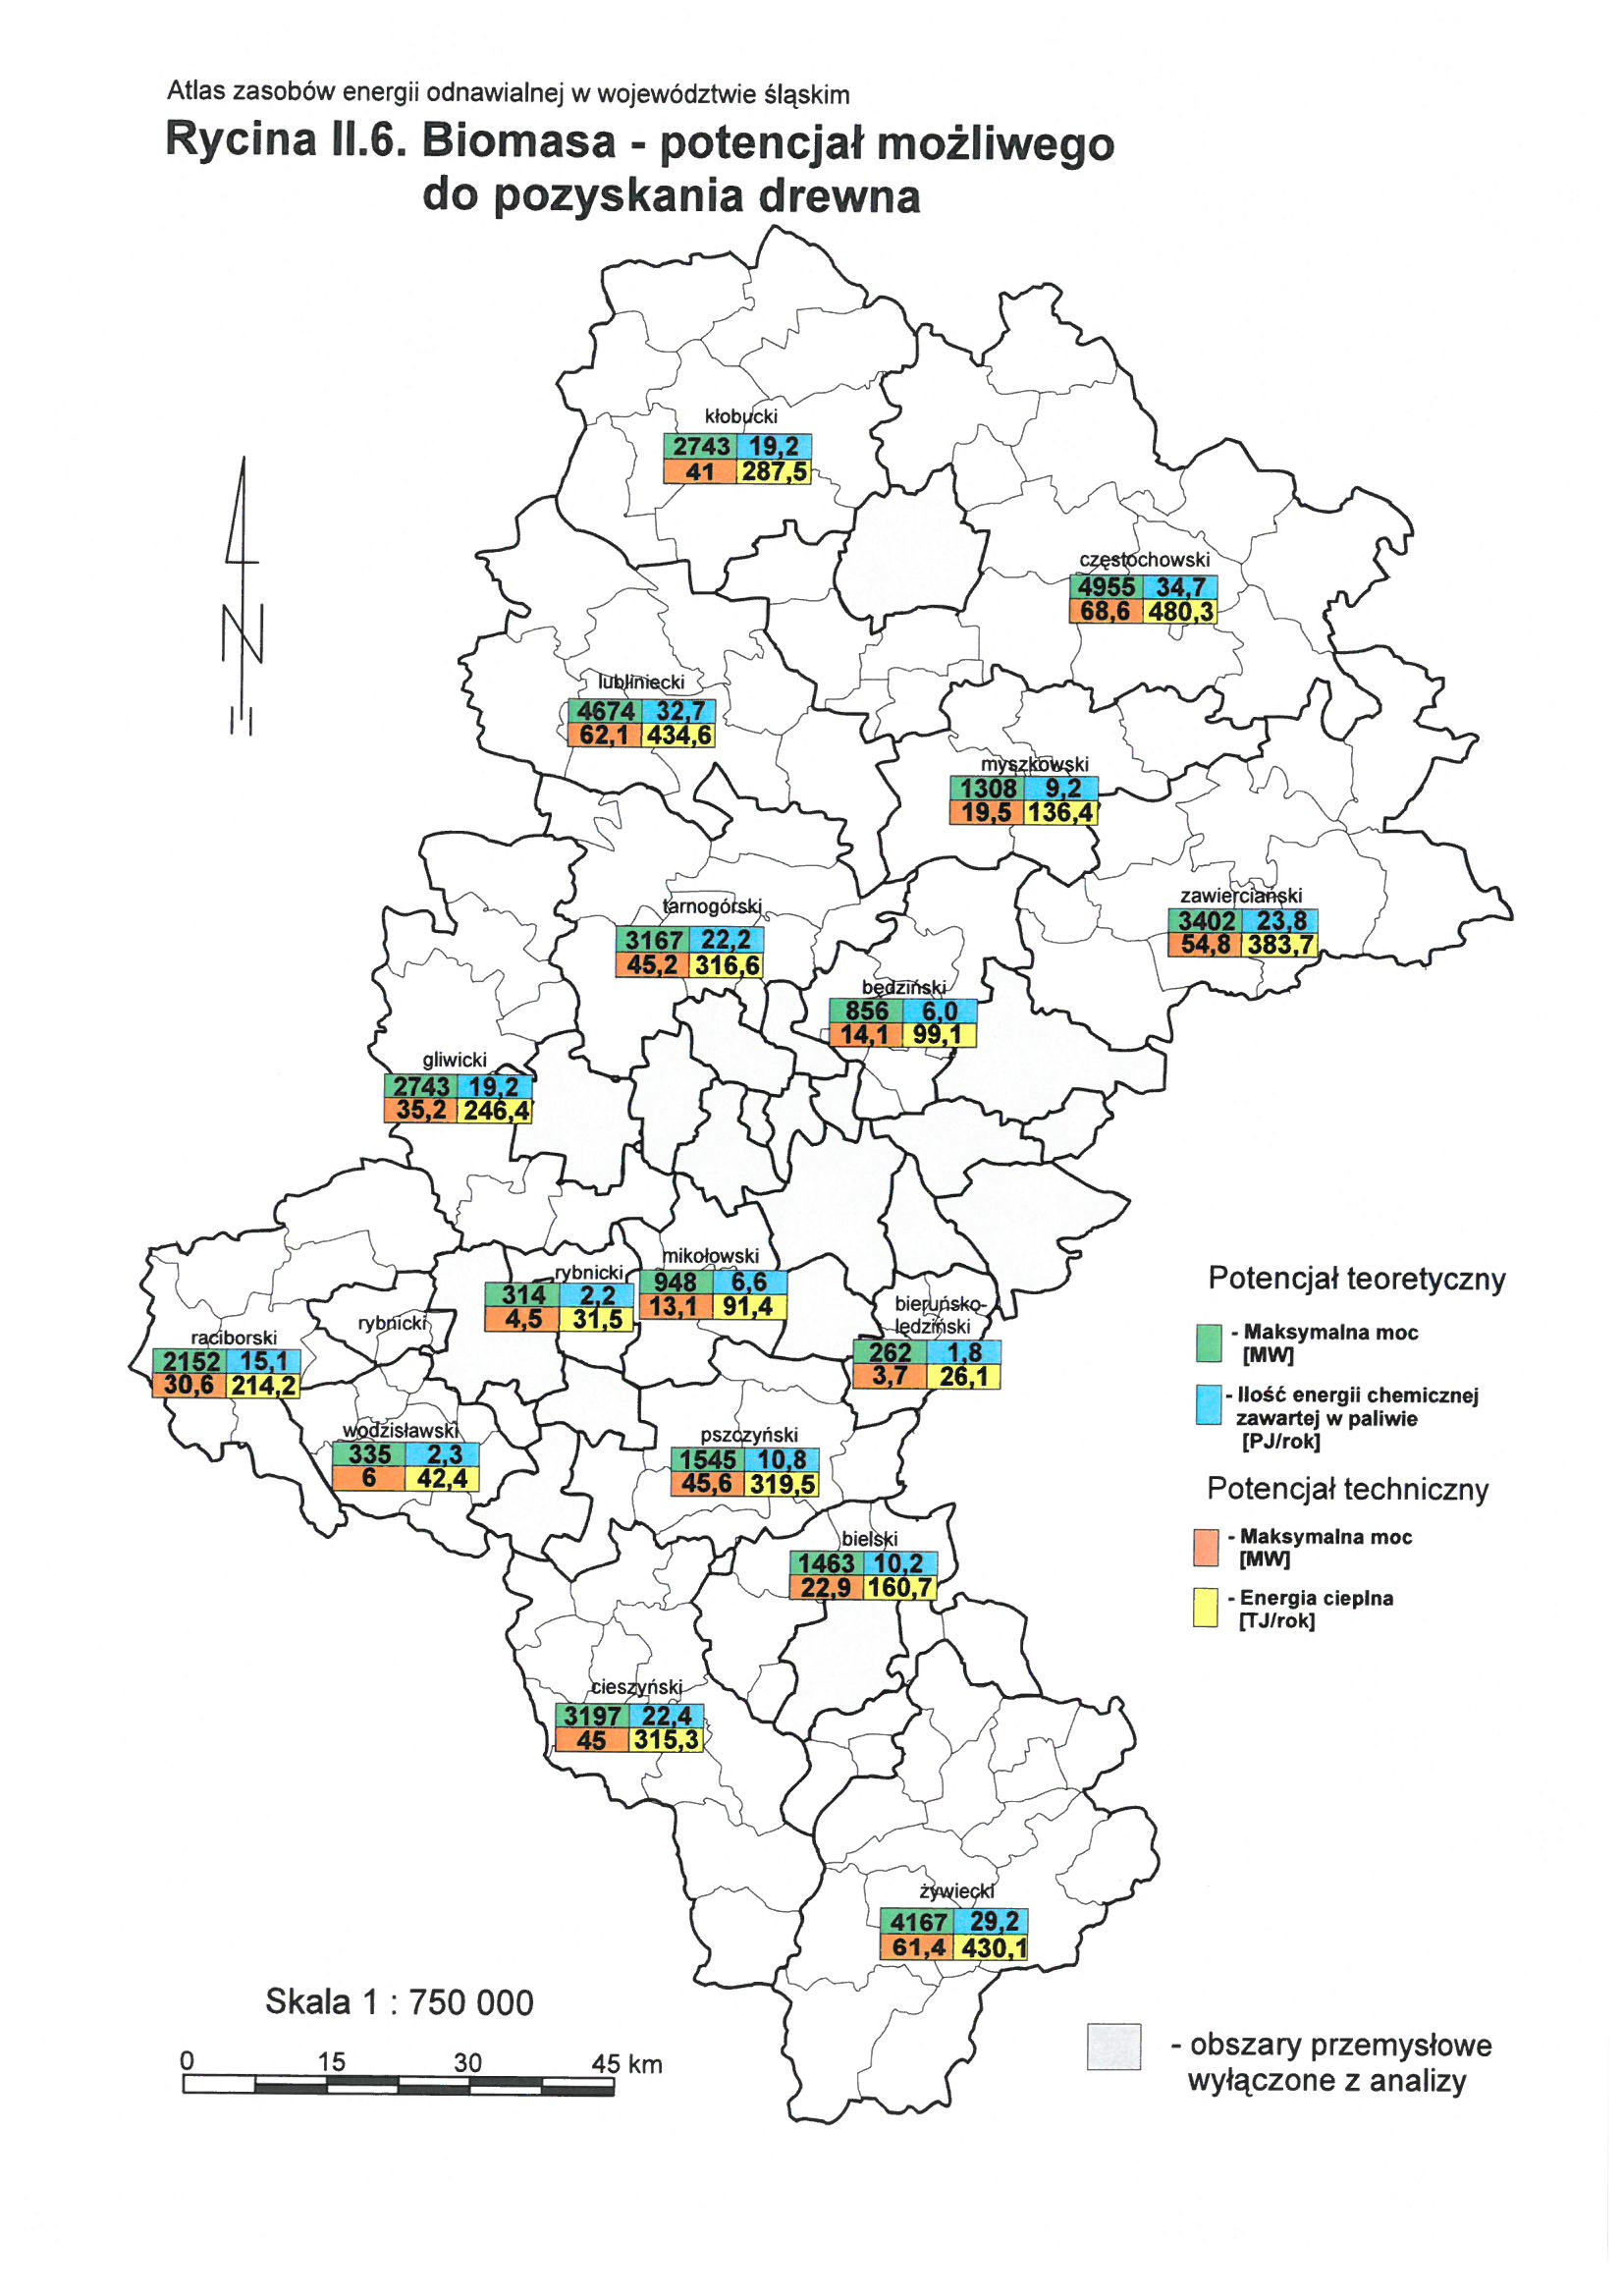 Atlas zasobów energii odnawialnej w województwie śląskim
Rycina II.6. Biomasa - potencjał możliwego
do pozyskania drewna
kłobucki
2743 19,2
41 287,5
częstochowski
4955 34,7
68,6 480,3
lubliniecki
4674 32,7
62,1 434,6
myszkowski
1308 9,2
19,5 136,4
zawierciański
3402 23,8
54,8 383,7
tarnogórski
3167 22,2
45,2 316,6
będziński
856 6,0
14,1 99,1
gliwicki
2743 19,2
35,2 246,4
mikołowski
948 6,6
13,1 91,4
rybnicki
314 2,2
4,5 31,5
rybnicki
bieruńsko-
lędziński
262 1,8
3,7 26,1
raciborski
2152 15,1
30,6 214,2
wodzisławski
335 2,3
6 42,4
pszczyński
1545 10,8
45,6 319,5
bielski
1463 10,2
22,9 160,7
cieszyński
3197 22,4
45 315,3
żywiecki
4167 29,2
61,4 430,1
N
Potencjał teoretyczny
- Maksymalna moc
[MW]
- Ilość energii chemicznej
zawartej w paliwie
[PJ/rok]
Potencjał techniczny
- Maksymalna moc
[MW]
- Energia cieplna
[TJ/rok]
Skala 1 : 750 000
0 15 30 45 km
- obszary przemysłowe
wyłączone z analizy